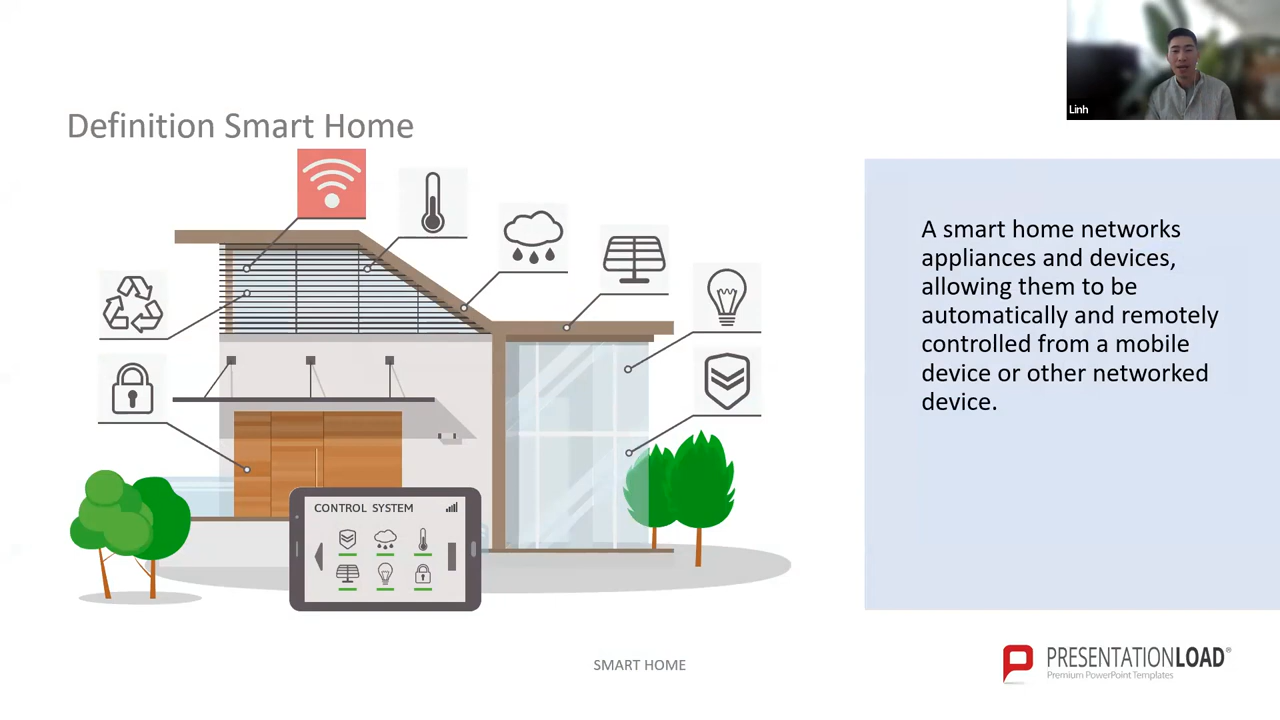 Linh
Definition Smart Home
A smart home networks
appliances and devices,
allowing them to be
automatically and remotely
controlled from a mobile
device or other networked
device.
CONTROL SYSTEM
SMART HOME
PRESENTATIONLOAD®
Premium PowerPoint Templates